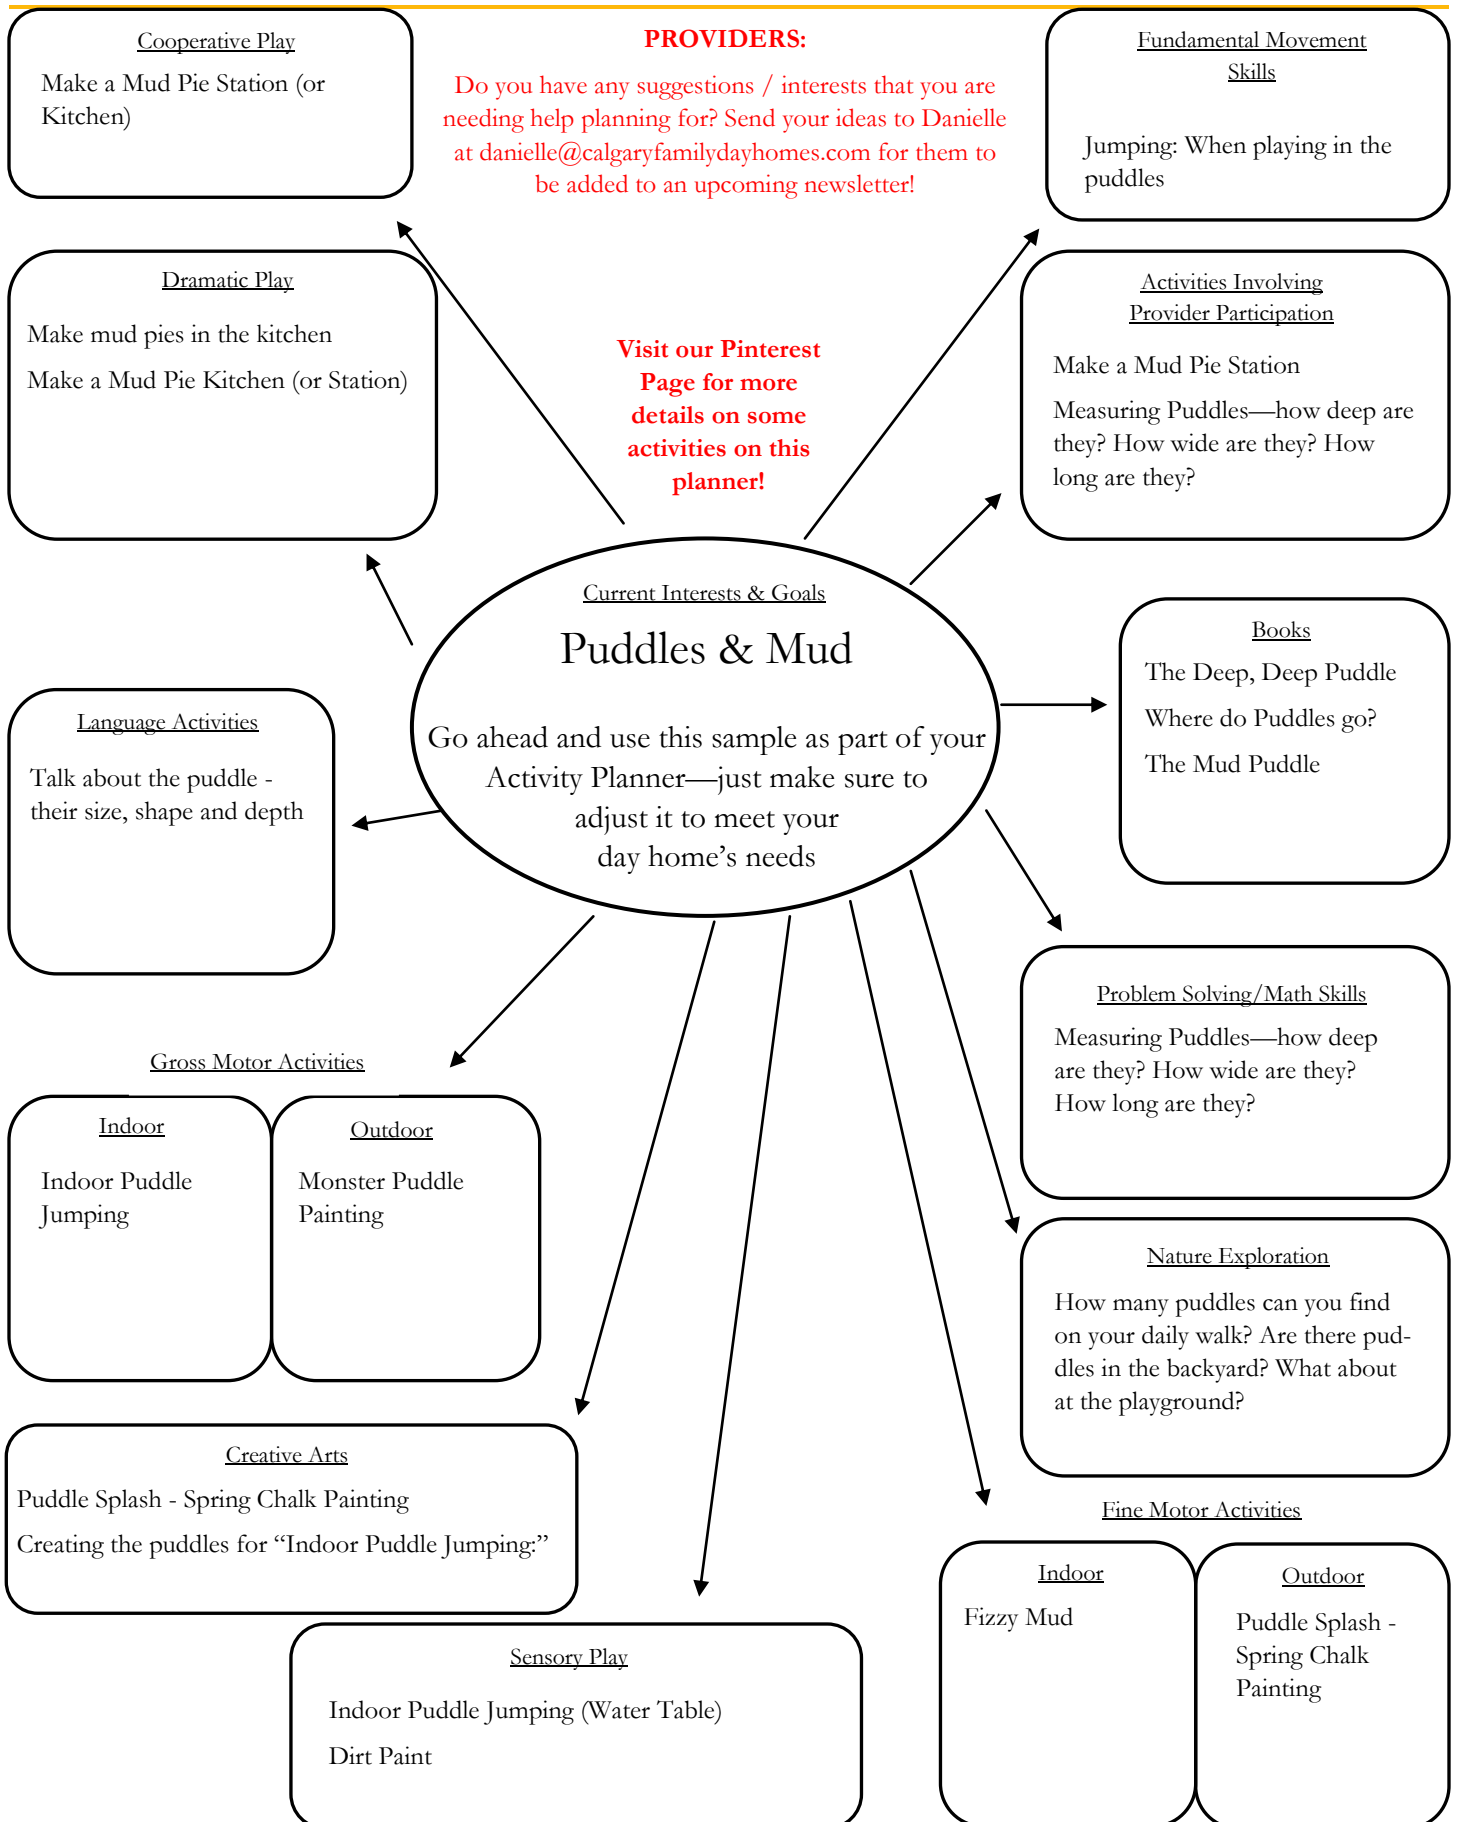 Cooperative Play
Make a Mud Pie Station (or
Kitchen)
PROVIDERS:
Do you have any suggestions / interests that you are
needing help planning for? Send your ideas to Danielle
at danielle@calgaryfamilydayhomes.com for them to
be added to an upcoming newsletter!
Fundamental Movement
Skills
Jumping: When playing in the
puddles
Dramatic Play
Make mud pies in the kitchen
Make a Mud Pie Kitchen (or Station)
Visit our Pinterest
Page for more
details on some
activities on this
planner!
Activities Involving
Provider Participation
Make a Mud Pie Station
Measuring Puddles—how deep are
they? How wide are they? How
long are they?
Current Interests & Goals
Puddles & Mud
Go ahead and use this sample as part of your
Activity Planner—just make sure to
adjust it to meet your
day home’s needs
Books
The Deep, Deep Puddle
Where do Puddles go?
The Mud Puddle
Language Activities
Talk about the puddle -
their size, shape and depth
Problem Solving/Math Skills
Measuring Puddles—how deep
are they? How wide are they?
How long are they?
Gross Motor Activities
Indoor
Indoor Puddle
Jumping
Outdoor
Monster Puddle
Painting
Nature Exploration
How many puddles can you find
on your daily walk? Are there pud-
dles in the backyard? What about
at the playground?
Creative Arts
Puddle Splash - Spring Chalk Painting
Creating the puddles for “Indoor Puddle Jumping:”
Fine Motor Activities
Indoor
Fizzy Mud
Outdoor
Puddle Splash -
Spring Chalk
Painting
Sensory Play
Indoor Puddle Jumping (Water Table)
Dirt Paint